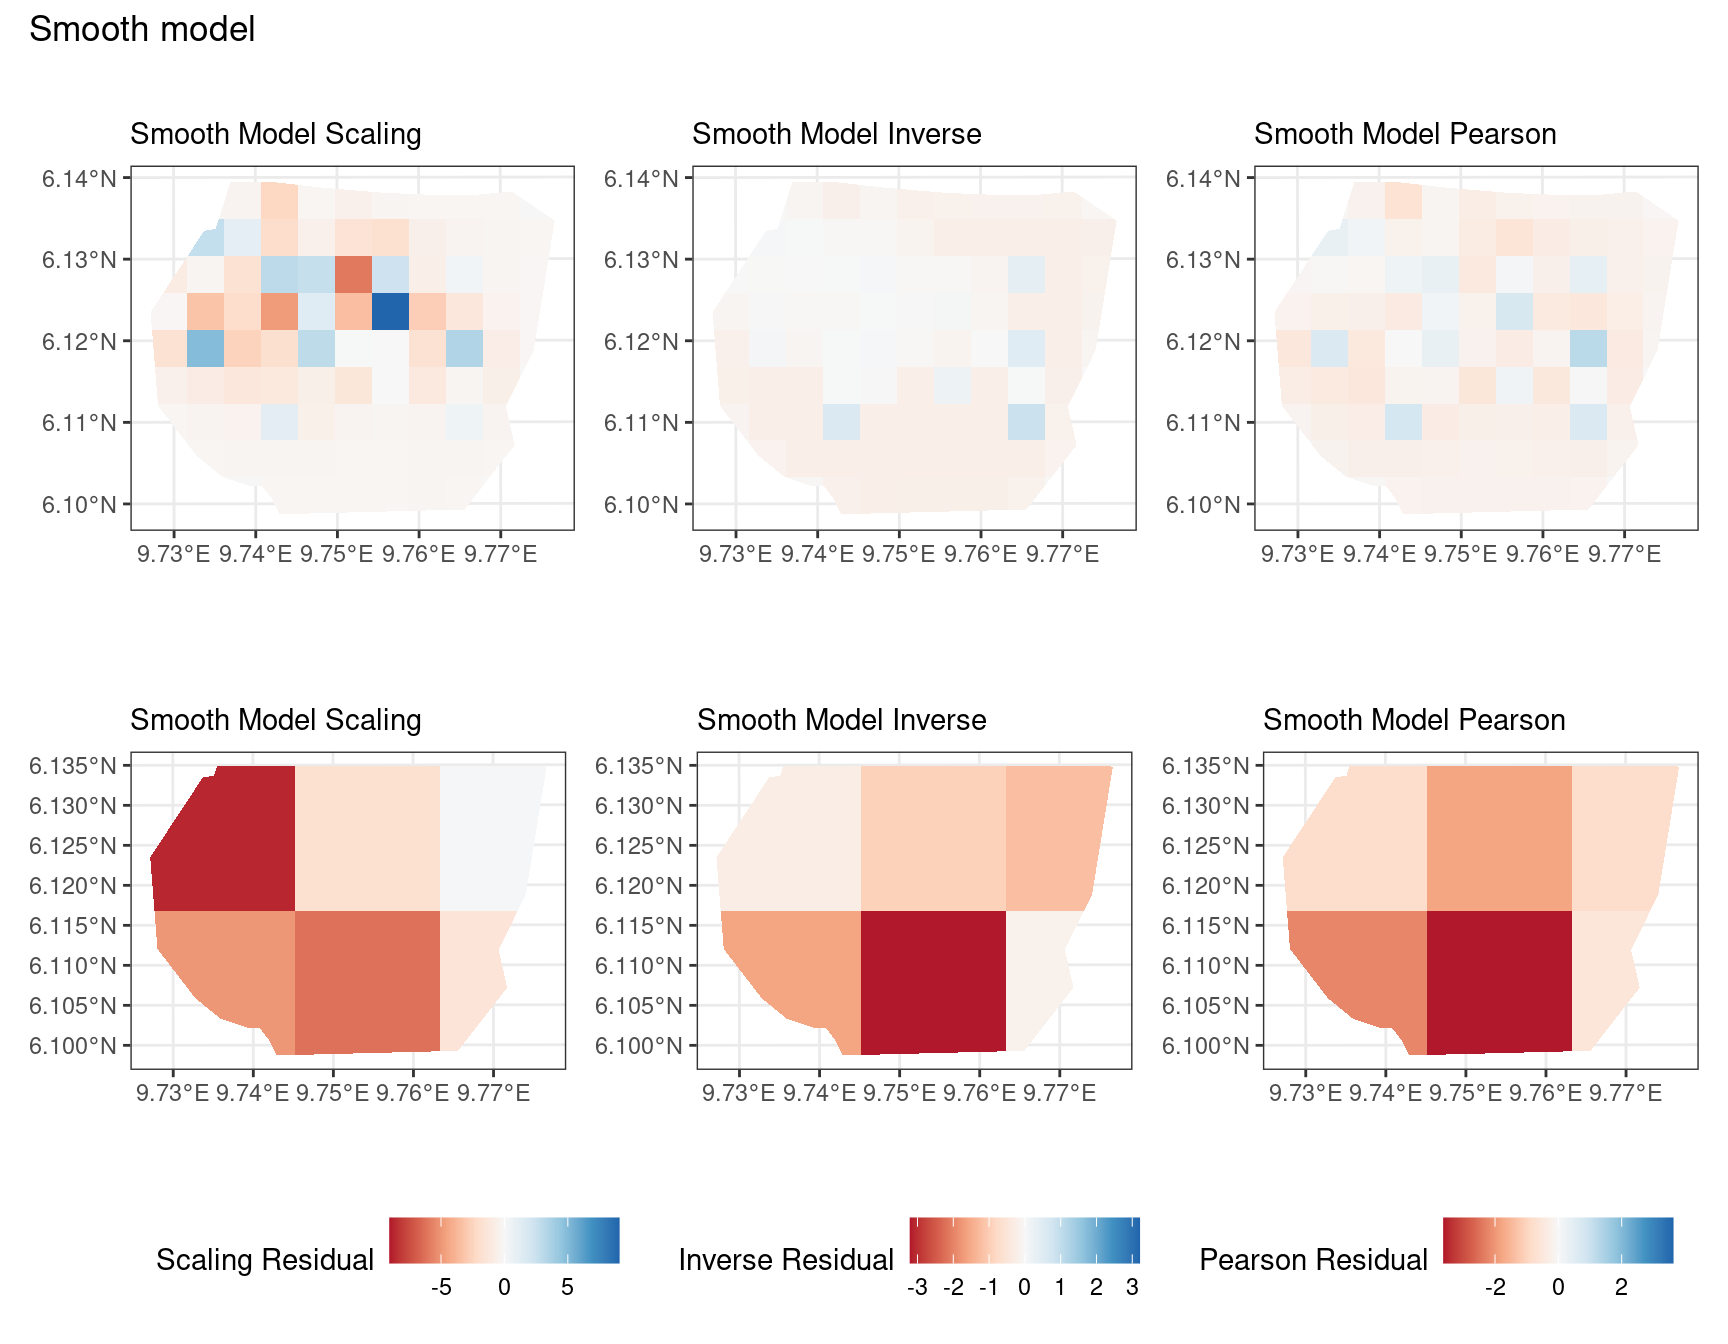 Smooth model
Smooth Model Scaling
Smooth Model Inverse
Smooth Model Pearson
6.14°N
6.13°N
6.12°N
6.11°N
6.10°N
9.73°E 9.74°E 9.75°E 9.76°E 9.77°E
6.14°N
6.13°N
6.12°N
6.11°N
6.10°N
9.73°E 9.74°E 9.75°E 9.76°E 9.77°E
6.14°N
6.13°N
6.12°N
6.11°N
6.10°N
9.73°E 9.74°E 9.75°E 9.76°E 9.77°E
Smooth Model Scaling
Smooth Model Inverse
Smooth Model Pearson
6.135°N
6.130°N
6.125°N
6.120°N
6.115°N
6.110°N
6.105°N
6.100°N
9.73°E 9.74°E 9.75°E 9.76°E 9.77°E
6.135°N
6.130°N
6.125°N
6.120°N
6.115°N
6.110°N
6.105°N
6.100°N
9.73°E 9.74°E 9.75°E 9.76°E 9.77°E
6.135°N
6.130°N
6.125°N
6.120°N
6.115°N
6.110°N
6.105°N
6.100°N
9.73°E 9.74°E 9.75°E 9.76°E 9.77°E
Scaling Residual
-5 0 5
Inverse Residual
-3 -2 -1 0 1 2 3
Pearson Residual
-2 0 2